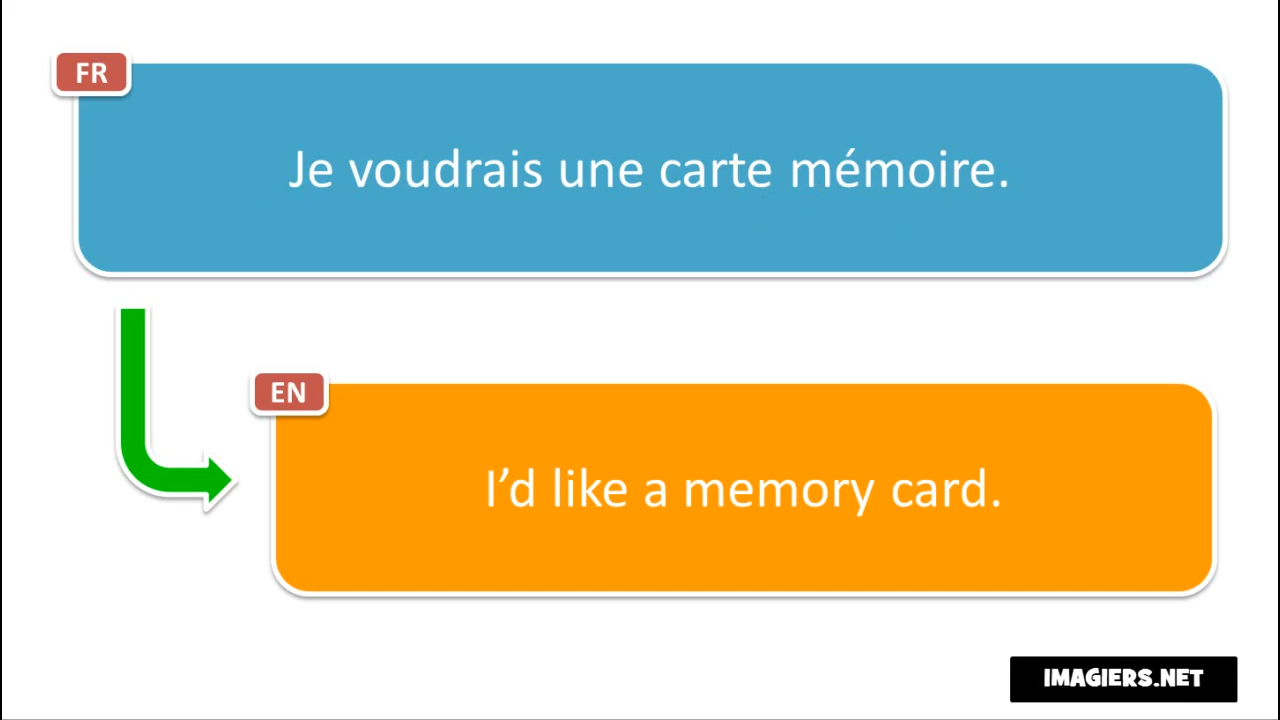 FR
Je voudrais une carte mémoire.
EN
I’d like a memory card.
IMAGIERS.NET